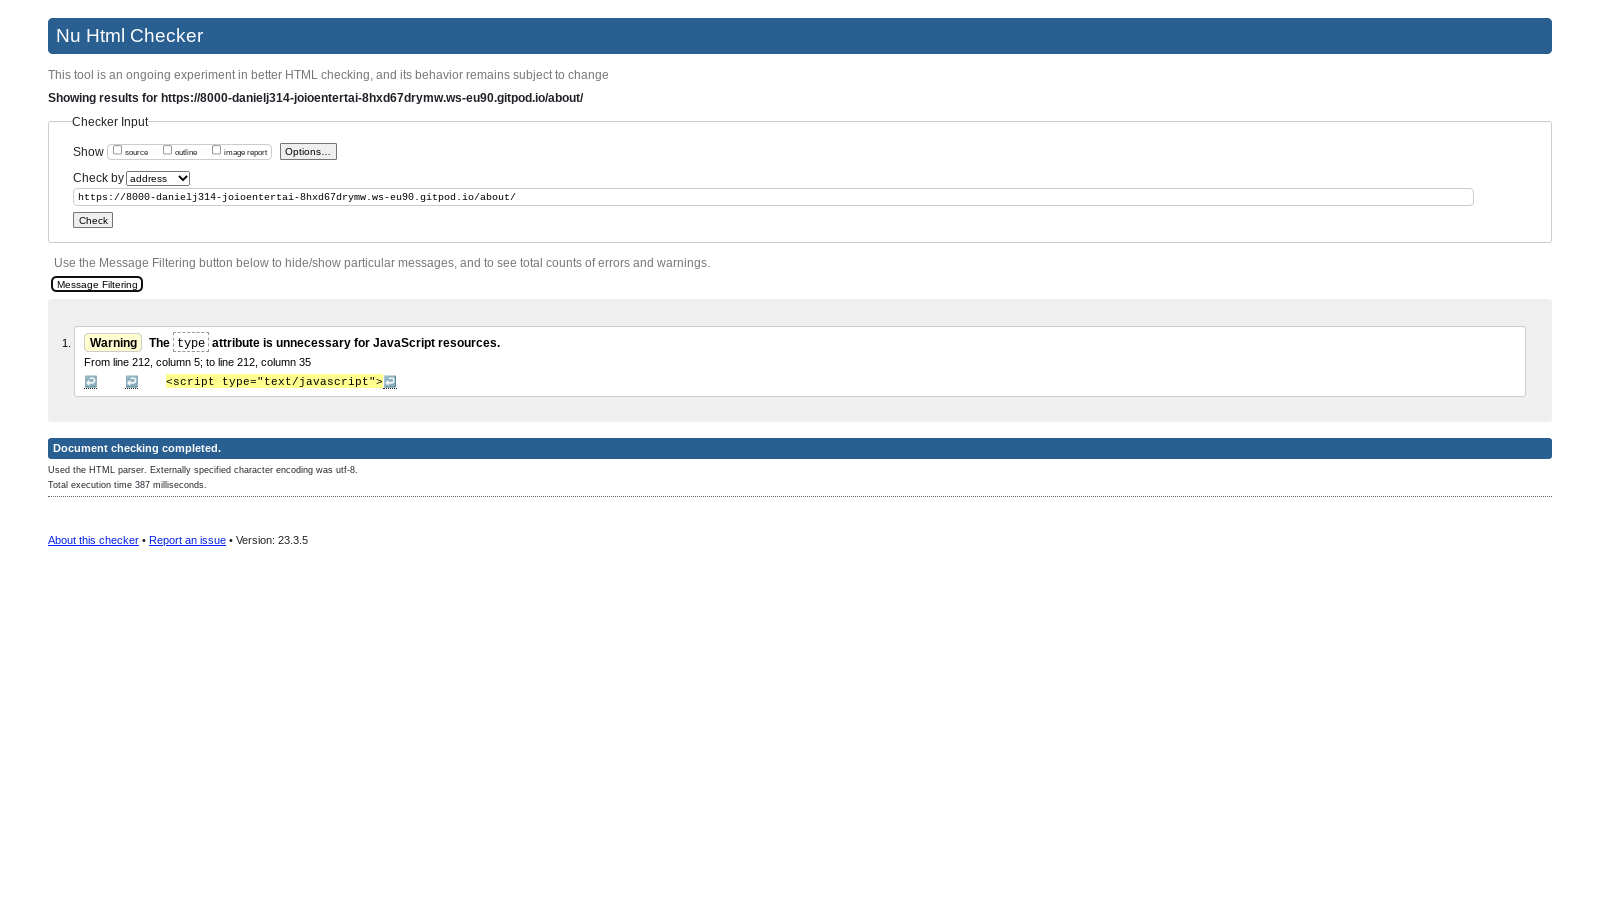 Nu Html Checker
This tool is an ongoing experiment in better HTML checking, and its behavior remains subject to change
Showing results for https://8000-danielj314-joioentertai-8hxd67drymw.ws-eu90.gitpod.io/about/
Checker Input
Show source outline image report Options...
Check by address
https://8000-danielj314-joioentertai-8hxd67drymw.ws-eu90.gitpod.io/about/
Check
Use the Message Filtering button below to hide/show particular messages, and to see total counts of errors and warnings.
Message Filtering
1. Warning The type attribute is unnecessary for JavaScript resources.
From line 212, column 5; to line 212, column 35
↩ ↩ <script type="text/javascript">↩
Document checking completed.
Used the HTML parser. Externally specified character encoding was utf-8.
Total execution time 387 milliseconds.
About this checker • Report an issue • Version: 23.3.5